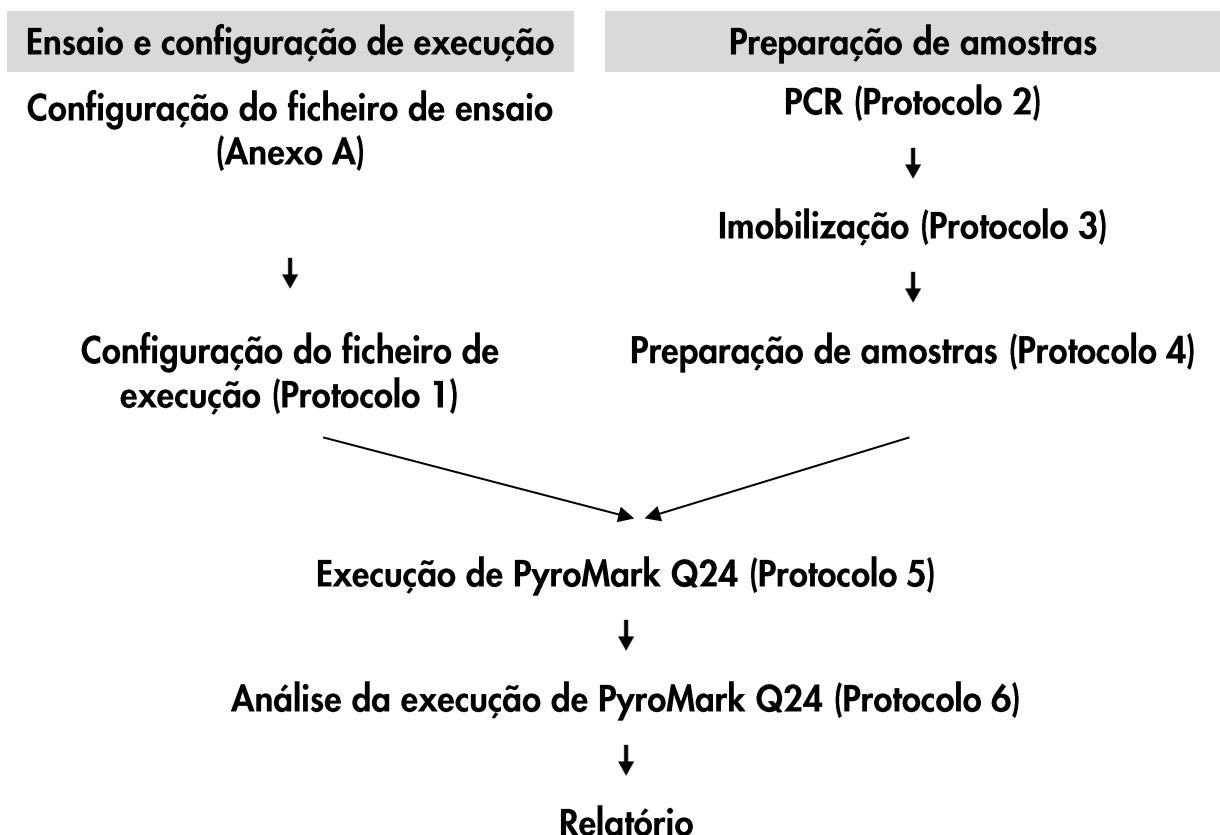 Ensaio e configuração de execução
Configuração do ficheiro de ensaio
(Anexo A)
Configuração do ficheiro de
execução (Protocolo 1)
Preparação de amostras
PCR (Protocolo 2)
Imobilização (Protocolo 3)
Preparação de amostras (Protocolo 4)
Execução de PyroMark Q24 (Protocolo 5)
Análise da execução de PyroMark Q24 (Protocolo 6)
Relatório